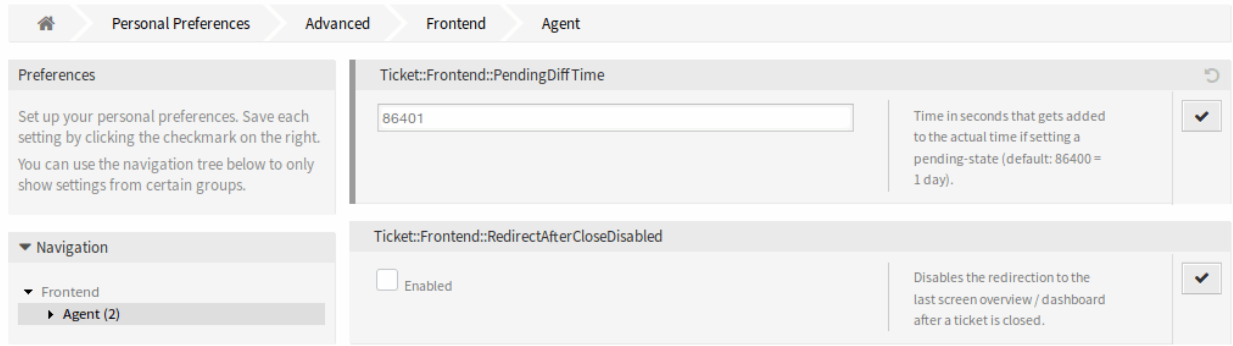 Personal Preferences Advanced Frontend Agent
Preferences
Set up your personal preferences. Save each
setting by clicking the checkmark on the right.
You can use the navigation tree below to only
show settings from certain groups.
Navigation
Frontend
Agent (2)
Ticket::Frontend::PendingDiffTime
86401
Time in seconds that gets added
to the actual time if setting a
pending-state (default: 86400 =
1 day).
Ticket::Frontend::RedirectAfterCloseDisabled
Enabled
Disables the redirection to the
last screen overview / dashboard
after a ticket is closed.